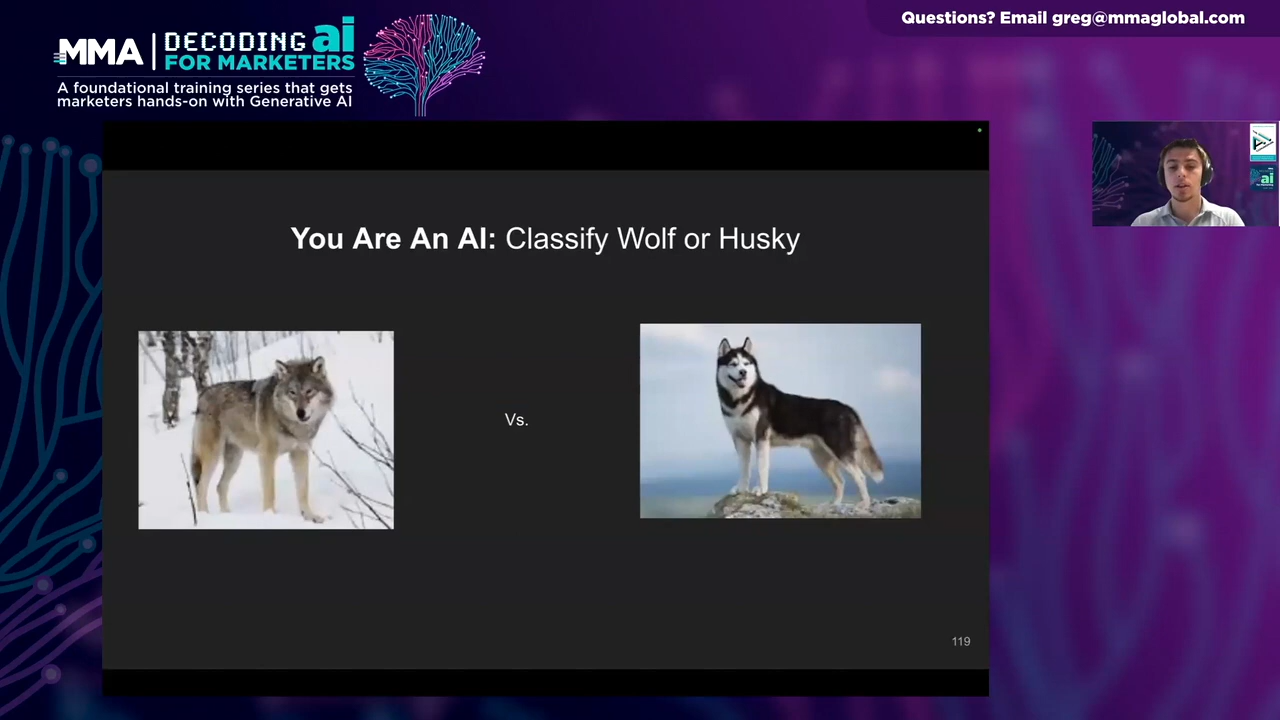 Questions? Email greg@mmaglobal.com
MMA
DECODING ai
FOR MARKETERS
A foundational training series that gets
marketers hands-on with Generative AI
You Are An AI: Classify Wolf or Husky
Vs.
119
ai